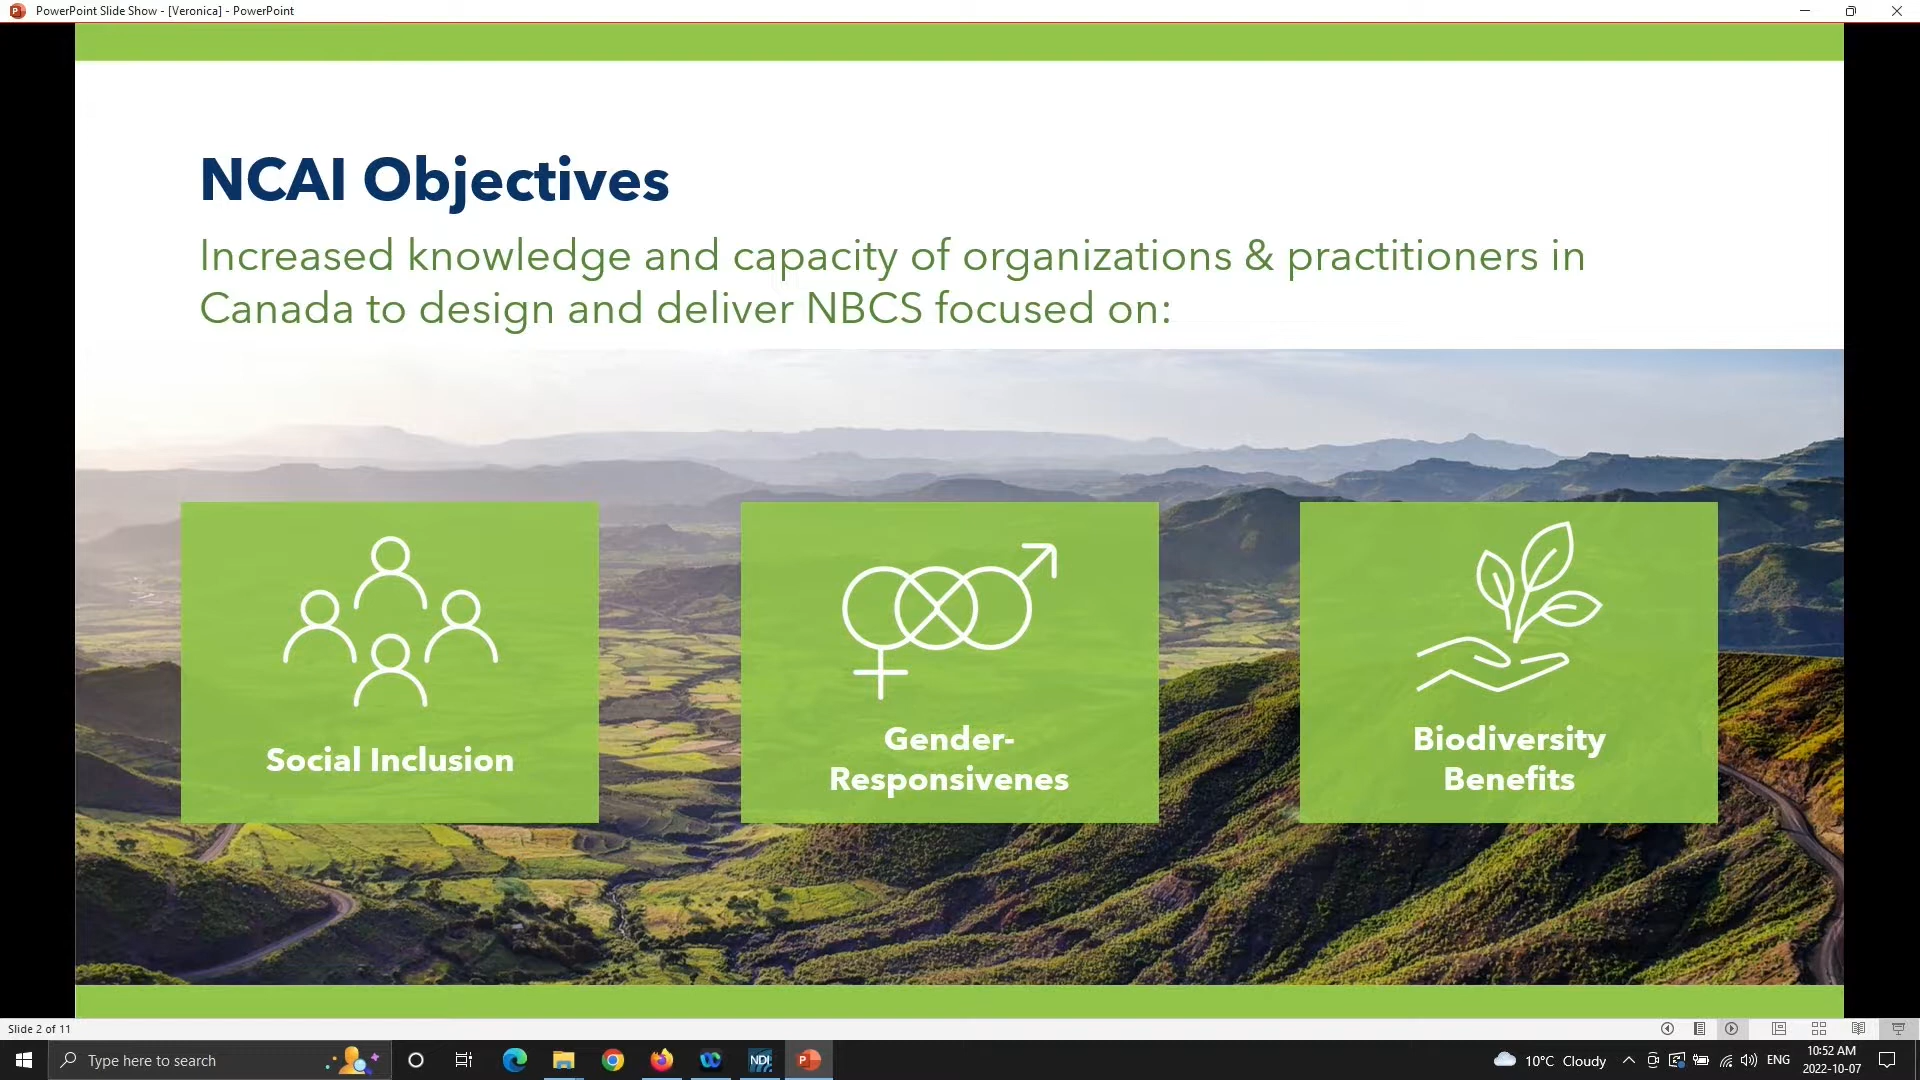 PowerPoint Slide Show - [Veronica] - PowerPoint
NCAI Objectives
Increased knowledge and capacity of organizations & practitioners in
Canada to design and deliver NBCS focused on:
Social Inclusion
Gender-
Responsivenes
Biodiversity
Benefits
Slide 2 of 11
Type here to search
NDI
10°C Cloudy
ENG
10:52 AM
2022-10-07